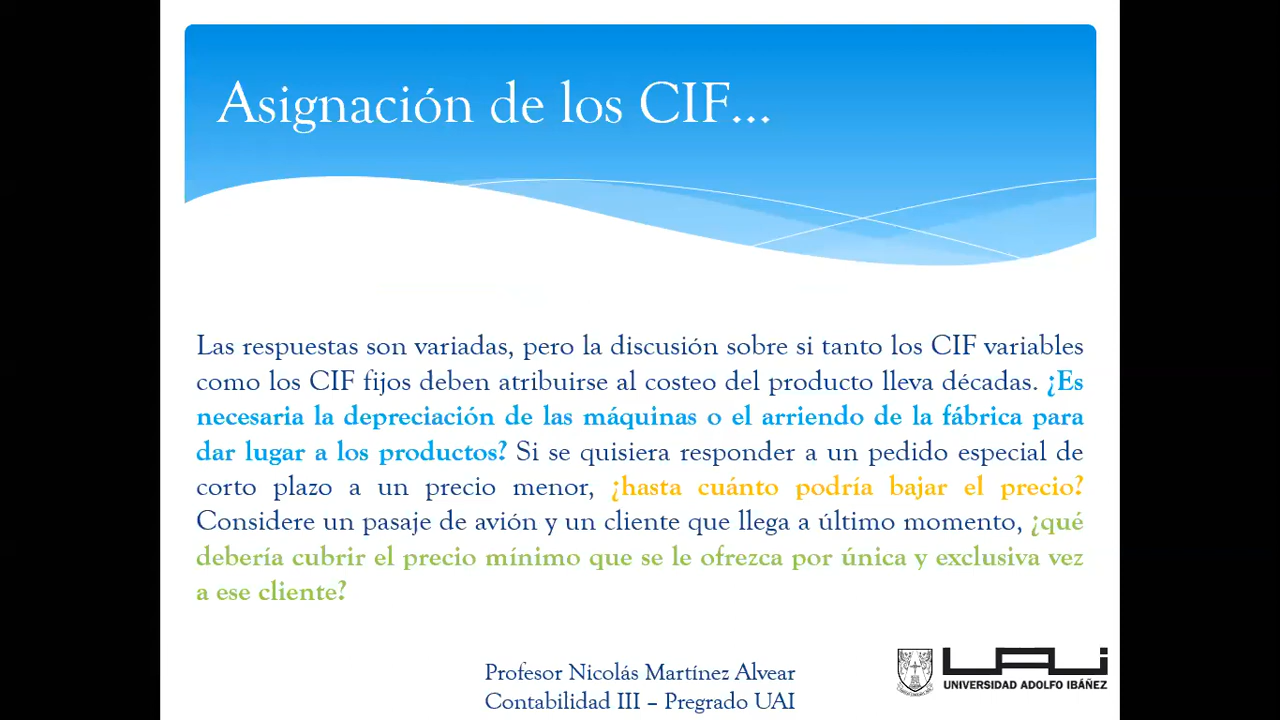 Asignación de los CIF...
Las respuestas son variadas, pero la discusión sobre si tanto los CIF variables
como los CIF fijos deben atribuirse al costeo del producto lleva décadas. ¿Es
necesaria la depreciación de las máquinas o el arriendo de la fábrica para
dar lugar a los productos? Si se quisiera responder a un pedido especial de
corto plazo a un precio menor, ¿hasta cuánto podría bajar el precio?
Considere un pasaje de avión y un cliente que llega a último momento, ¿qué
debería cubrir el precio mínimo que se le ofrezca por única y exclusiva vez
a ese cliente?
Profesor Nicolás Martínez Alvear
Contabilidad III – Pregrado UAI
UAI
UNIVERSIDAD ADOLFO IBÁÑEZ